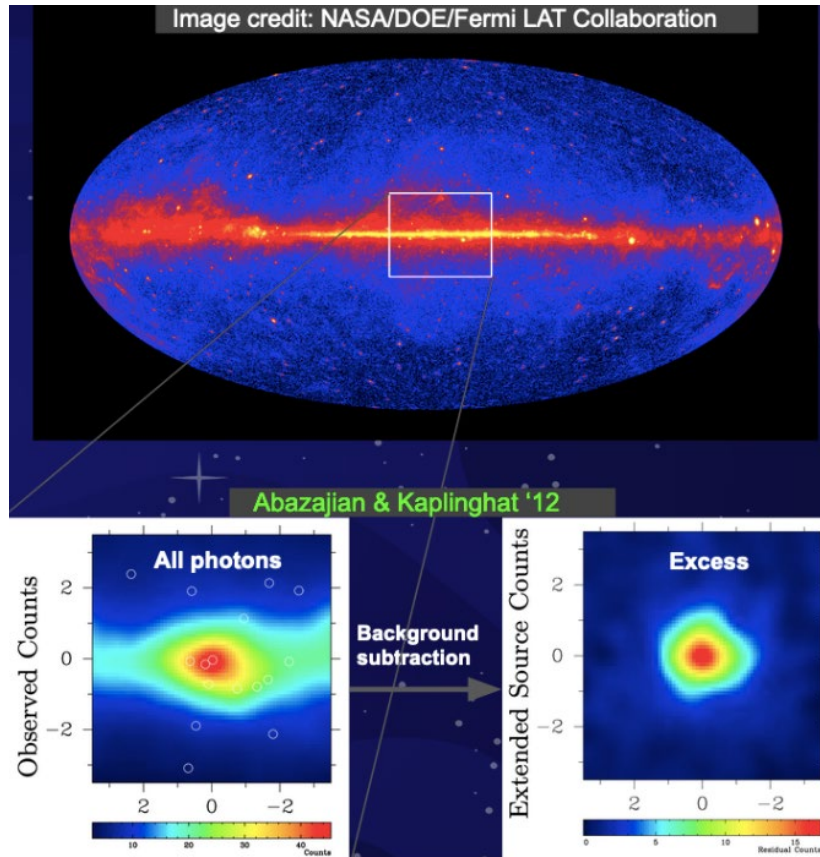 Image credit: NASA/DOE/Fermi LAT Collaboration
Abazajian & Kaplinghat ‘12
Observed Counts
All photons
2
0
-2
2
0
-2
10
20
30
40
Counts
Background
subtraction
Extended Source Counts
Excess
2
0
-2
2
0
-2
0
5
10
15
Residual Counts